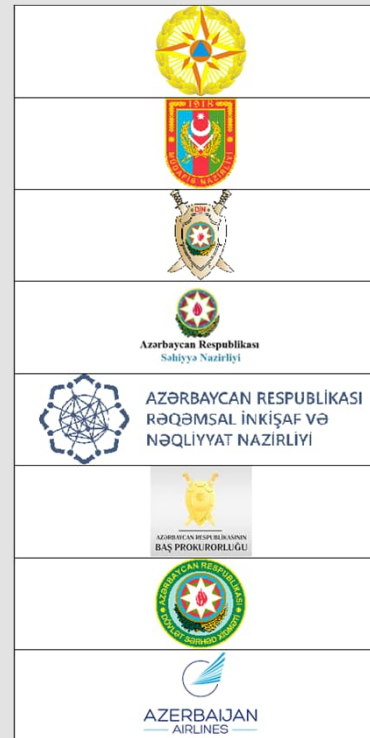 1918
MÜDAFİƏ NAZİRLİYİ
DİN
Azərbaycan Respublikası
Səhiyyə Nazirliyi
AZƏRBAYCAN RESPUBLİKASI
RƏQƏMSAL İNKİŞAF VƏ
NƏQLİYYAT NAZİRLİYİ
AZƏRBAYCAN RESPUBLİKASININ
BAŞ PROKURORLUĞU
AZƏRBAYCAN RESPUBLİKASI
DÖVLƏT SƏRHƏD XİDMƏTİ
AZERBAIJAN
AIRLINES